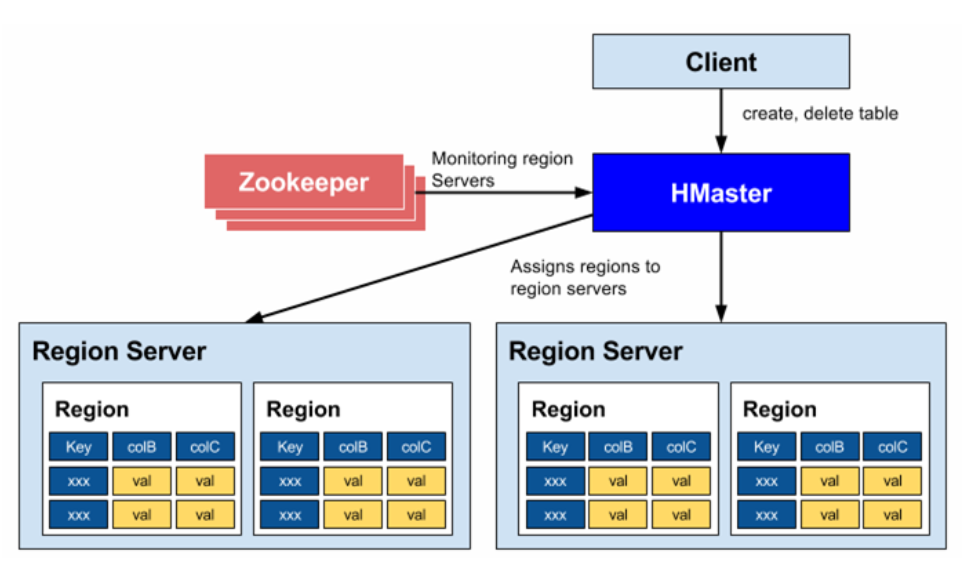 Client
create, delete table
Monitoring region
Servers
Zookeeper
HMaster
Assigns regions to
region servers
Region Server
Region
Key colB colC
xxx val val
xxx val val
Region
Key colB colC
xxx val val
xxx val val
Region Server
Region
Key colB colC
xxx val val
xxx val val
Region
Key colB colC
xxx val val
xxx val val